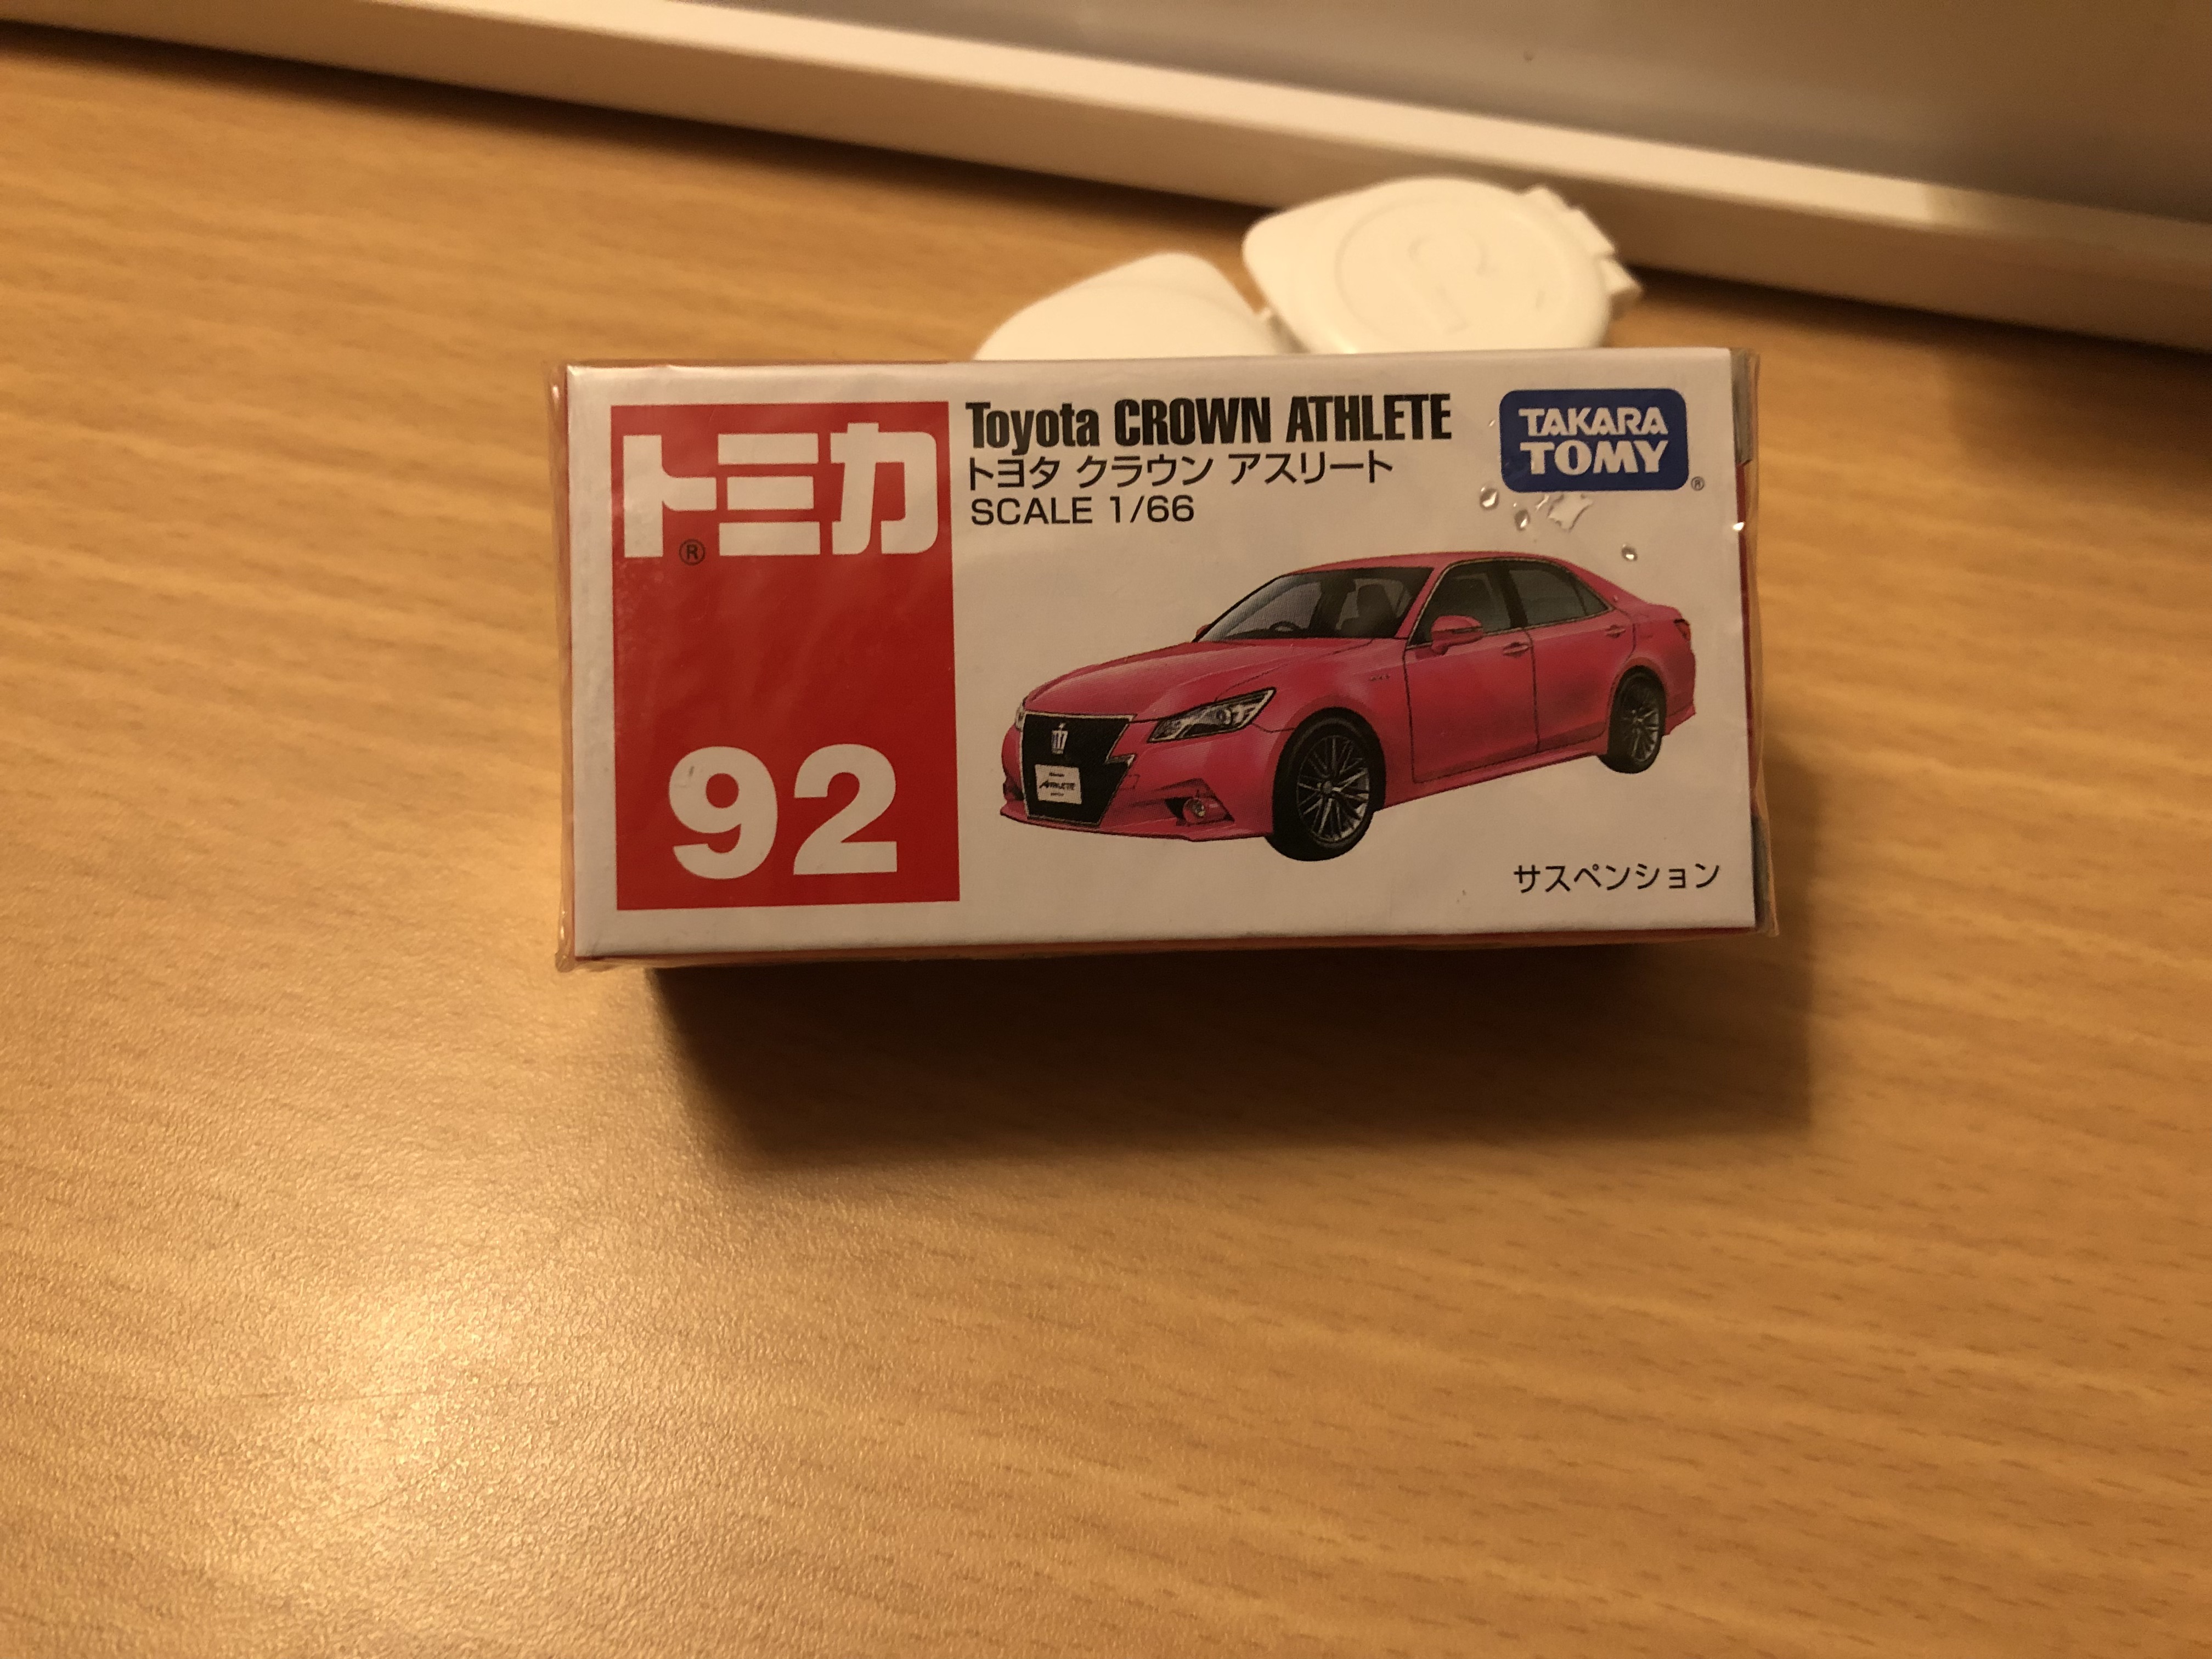 トミカ®
92
Toyota CROWN ATHLETE
トヨタ クラウン アスリート
SCALE 1/66
TAKARA
TOMY®
ATHLETE
サスペンション